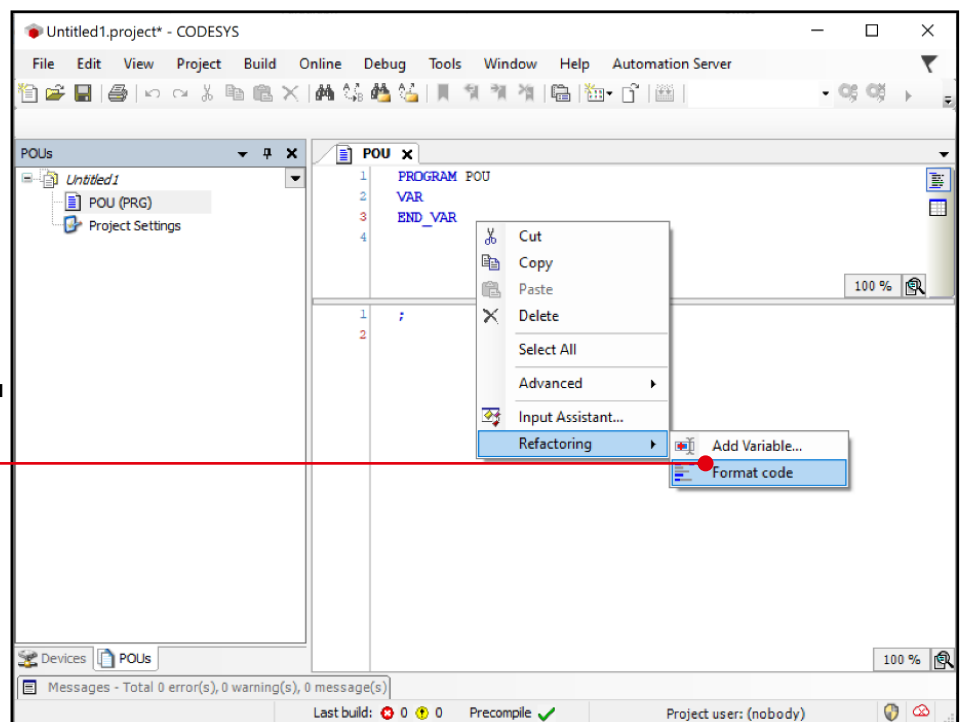 Untitled1.project* - CODESYS
File Edit View Project Build Online Debug Tools Window Help Automation Server
POUs
Untitled1
POU (PRG)
Project Settings
POU
1 PROGRAM POU
2 VAR
3 END_VAR
4
100 %
1 ;
2
Cut
Copy
Paste
Delete
Select All
Advanced
Input Assistant...
Refactoring
Add Variable...
Format code
100 %
Devices POUs
Messages - Total 0 error(s), 0 warning(s), 0 message(s)
Last build: 0 0 Precompile Project user: (nobody)